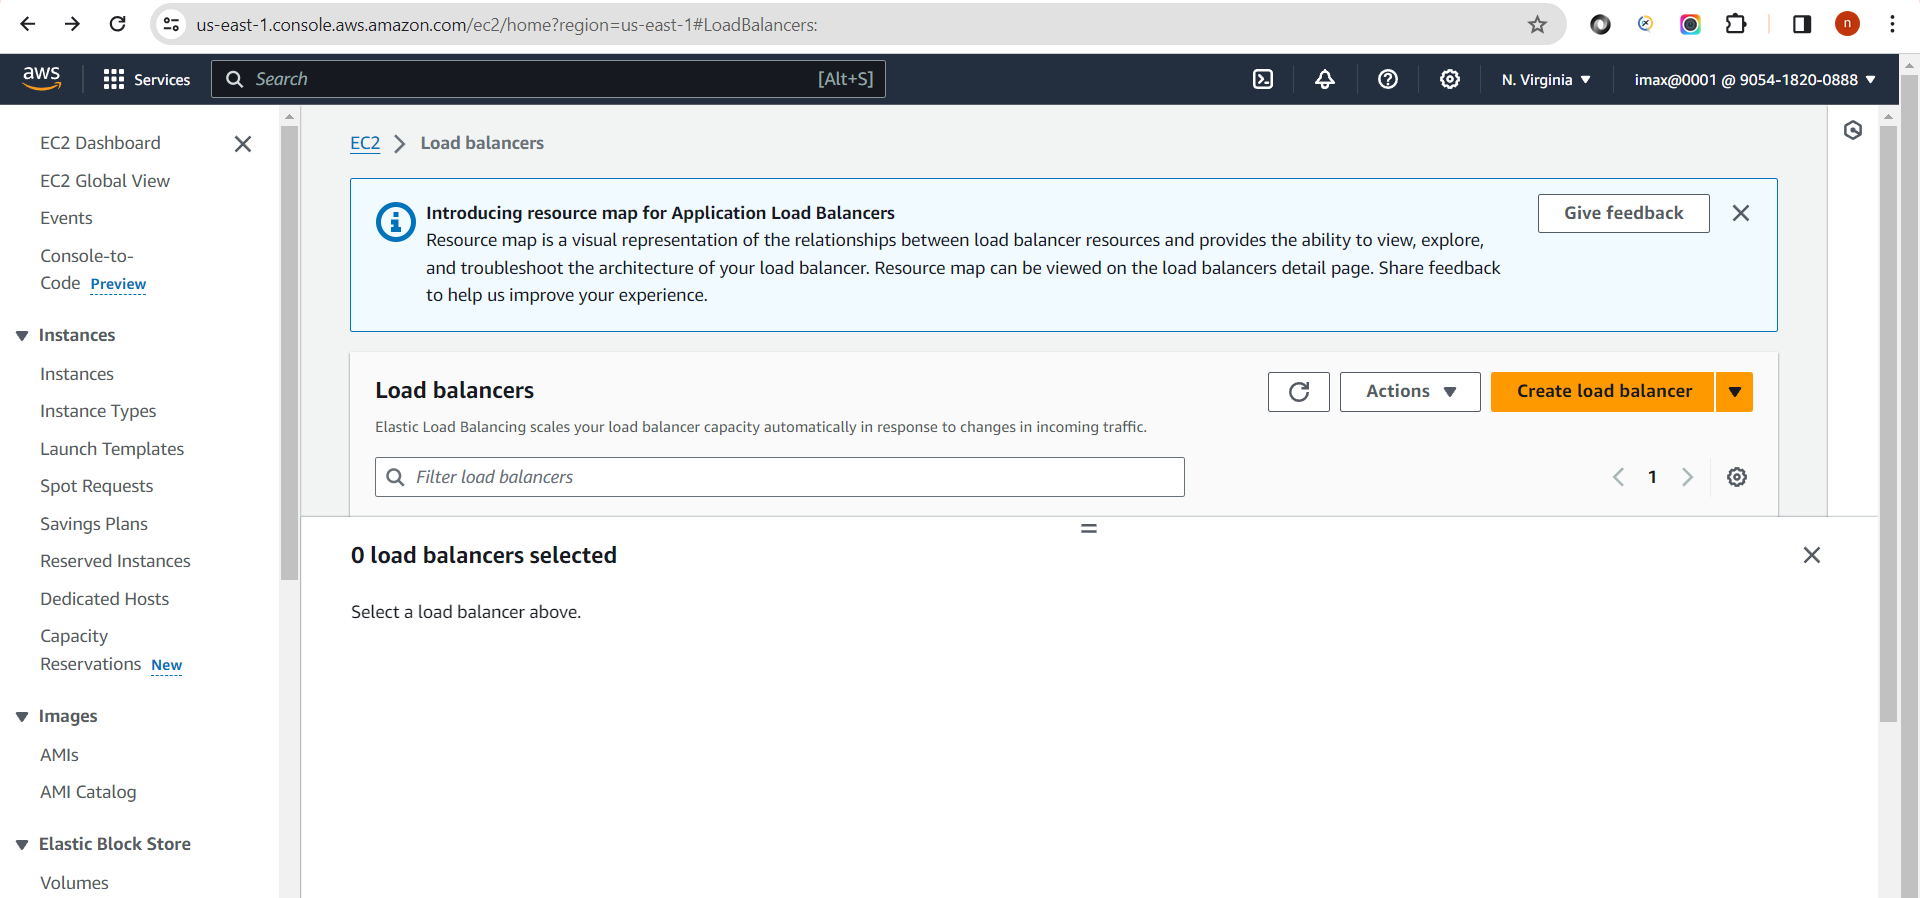 us-east-1.console.aws.amazon.com/ec2/home?region=us-east-1#LoadBalancers:
n
aws
Services
Search
[Alt+S]
N. Virginia
imax@0001 @ 9054-1820-0888
EC2 Dashboard
EC2 Global View
Events
Console-to-
Code Preview
Instances
Instances
Instance Types
Launch Templates
Spot Requests
Savings Plans
Reserved Instances
Dedicated Hosts
Capacity
Reservations New
Images
AMIs
AMI Catalog
Elastic Block Store
Volumes
EC2 > Load balancers
Introducing resource map for Application Load Balancers
Resource map is a visual representation of the relationships between load balancer resources and provides the ability to view, explore,
and troubleshoot the architecture of your load balancer. Resource map can be viewed on the load balancers detail page. Share feedback
to help us improve your experience.
Give feedback
Load balancers
Actions
Create load balancer
Elastic Load Balancing scales your load balancer capacity automatically in response to changes in incoming traffic.
Filter load balancers
1
0 load balancers selected
Select a load balancer above.